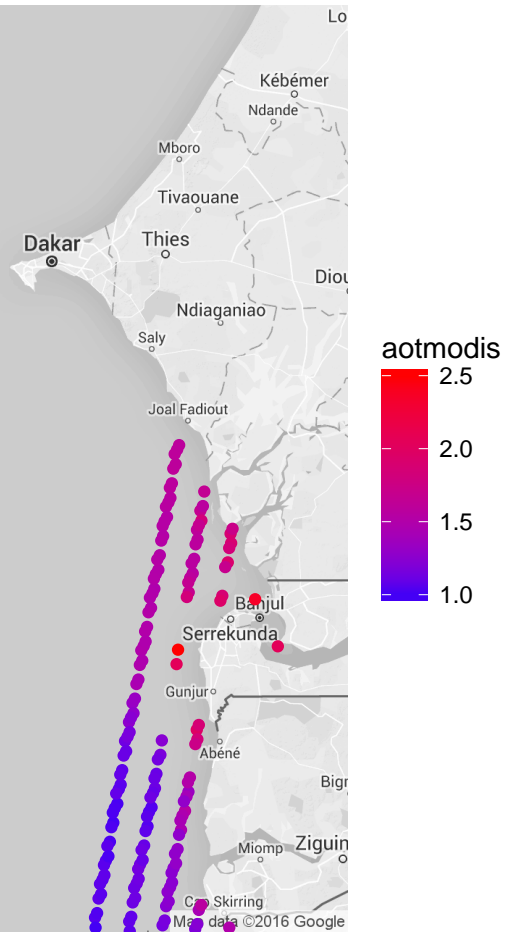 Lo
Kébémer
Ndande
Mboro
Tivaouane
Dakar
Thies
Diou
Ndiaganiao
Saly
aotmodis
2.5
2.0
1.5
1.0
Joal Fadiout
Banjul
Serrekunda
Gunjur
Abéné
Bign
Ziguin
Miomp
Cap Skirring
Map data ©2016 Google